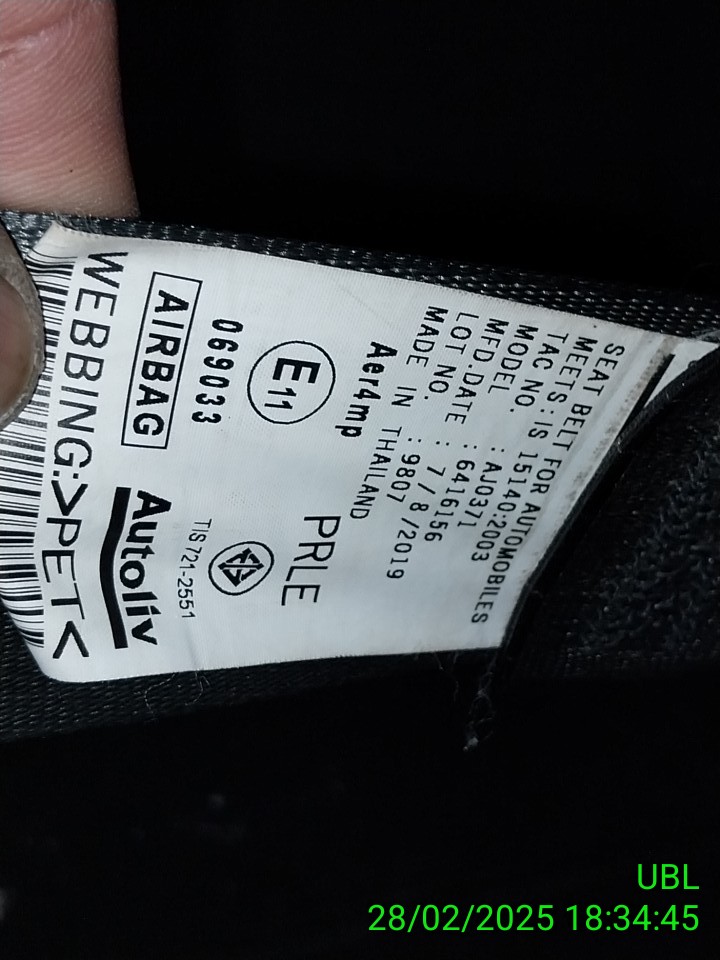 SEAT BELT FOR AUTOMOBILES
MEETS: IS 15140:2003
TAC NO. : AJ0371
MODEL : 6416156
MFD.DATE : 7/8/2019
LOT NO. : 9807
MADE IN THAILAND
Aer4mp
PRLE
E11
069033
TIS 721-2551
AIRBAG
Autoliv
WEBBING:>PET<
UBL
28/02/2025 18:34:45